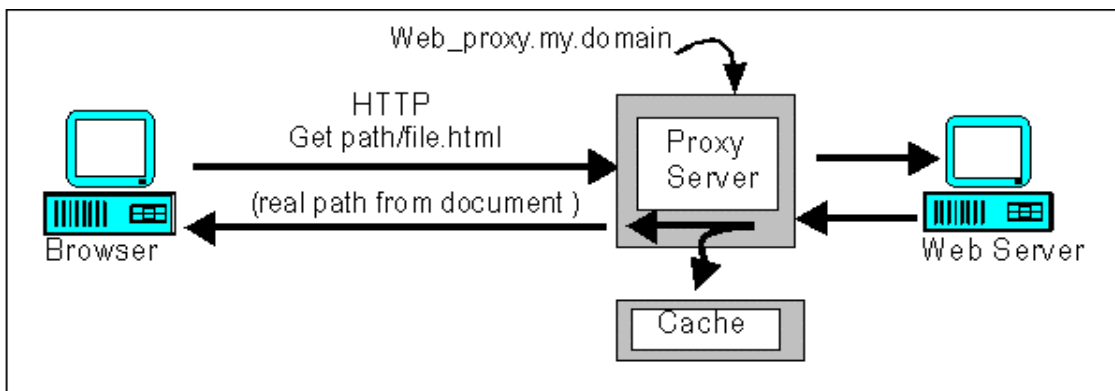 Web_proxy.my.domain
HTTP
Get path/file.html
(real path from document )
Browser
Proxy
Server
Web Server
Cache